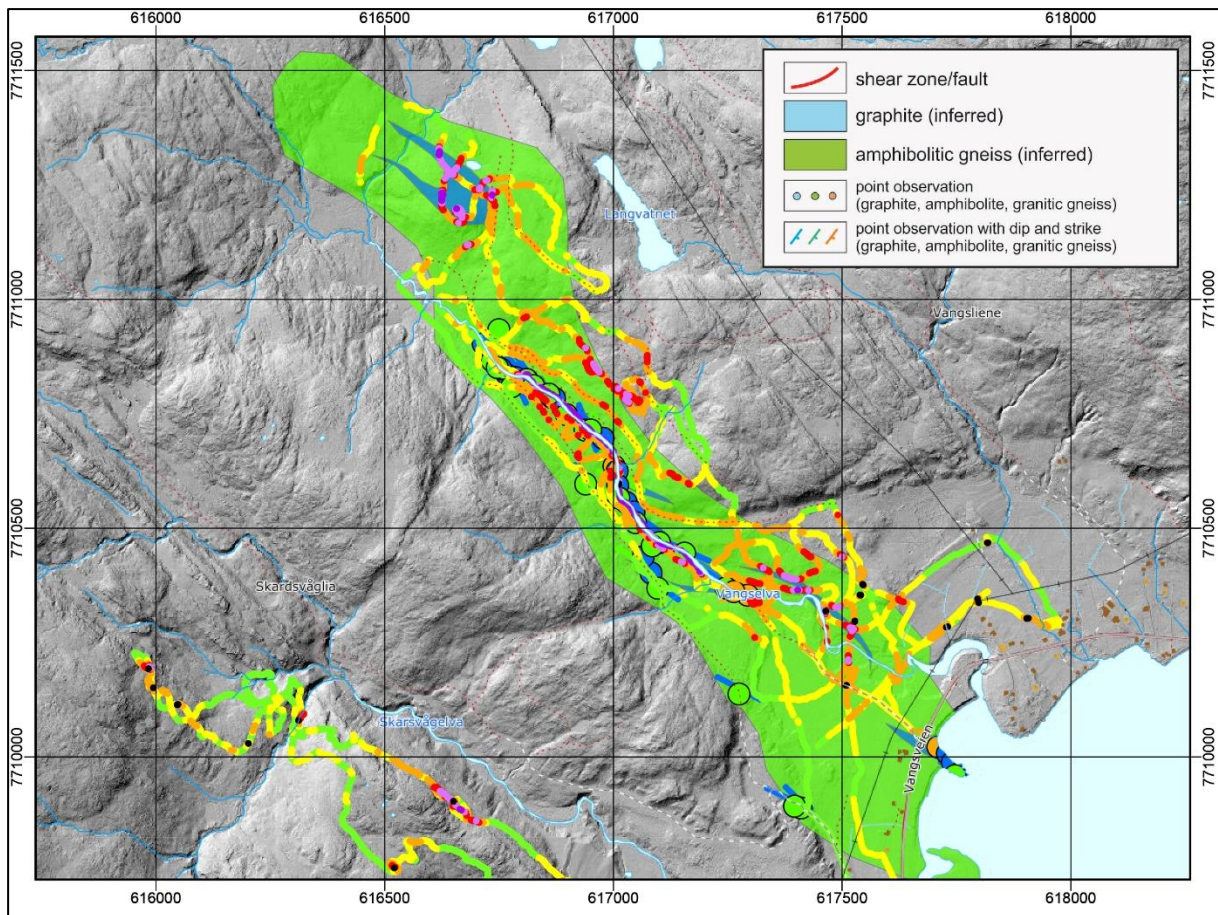 616000 616500 617000 617500 618000
7711500
7711500
shear zone/fault
graphite (inferred)
amphibolitic gneiss (inferred)
point observation
(graphite, amphibolite, granitic gneiss)
point observation with dip and strike
(graphite, amphibolite, granitic gneiss)
Langvatnet
7711000
7711000
Vangsliene
7710500
7710500
Skardsvåglia
Vangselva
Skarsvågelva
7710000
7710000
Vangsveien
616000 616500 617000 617500 618000